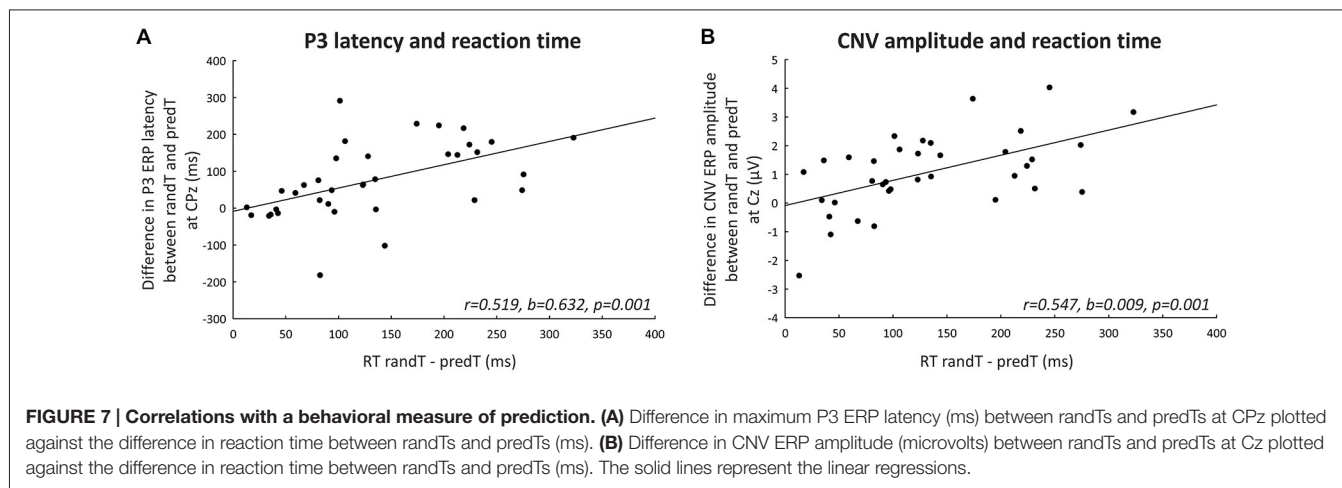 A
P3 latency and reaction time
Difference in P3 ERP latency
between randT and predT
at CPz (ms)
400
300
200
100
0
-100
-200
-300
0 50 100 150 200 250 300 350 400
r=0.519, b=0.632, p=0.001
RT randT - predT (ms)
B
CNV amplitude and reaction time
Difference in CNV ERP amplitude
between randT and predT
at Cz (µV)
5
4
3
2
1
0
-1
-2
-3
-4
0 50 100 150 200 250 300 350 400
r=0.547, b=0.009, p=0.001
RT randT - predT (ms)
FIGURE 7 | Correlations with a behavioral measure of prediction. (A) Difference in maximum P3 ERP latency (ms) between randTs and predTs at CPz plotted
against the difference in reaction time between randTs and predTs (ms). (B) Difference in CNV ERP amplitude (microvolts) between randTs and predTs at Cz plotted
against the difference in reaction time between randTs and predTs (ms). The solid lines represent the linear regressions.